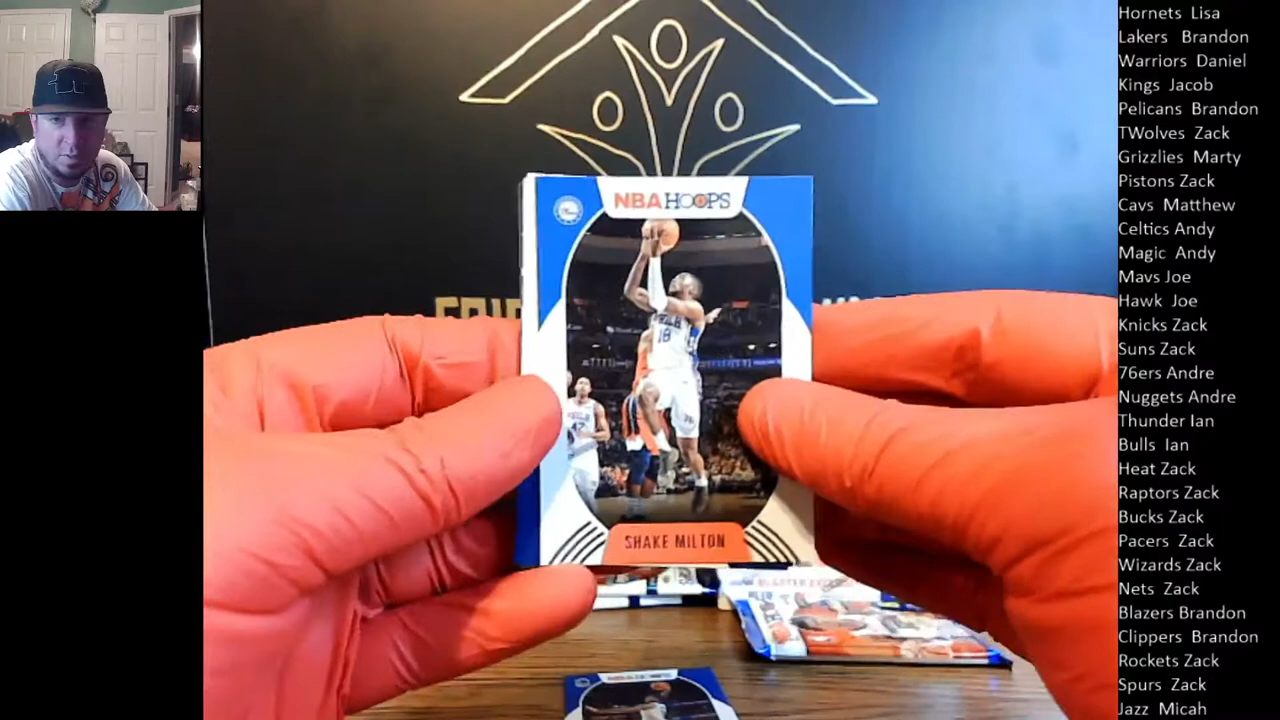 NBA HOOPS
PHILA
18
SHAKE MILTON
Hornets Lisa
Lakers Brandon
Warriors Daniel
Kings Jacob
Pelicans Brandon
TWolves Zack
Grizzlies Marty
Pistons Zack
Cavs Matthew
Celtics Andy
Magic Andy
Mavs Joe
Hawk Joe
Knicks Zack
Suns Zack
76ers Andre
Nuggets Andre
Thunder Ian
Bulls Ian
Heat Zack
Raptors Zack
Bucks Zack
Pacers Zack
Wizards Zack
Nets Zack
Blazers Brandon
Clippers Brandon
Rockets Zack
Spurs Zack
Jazz Micah